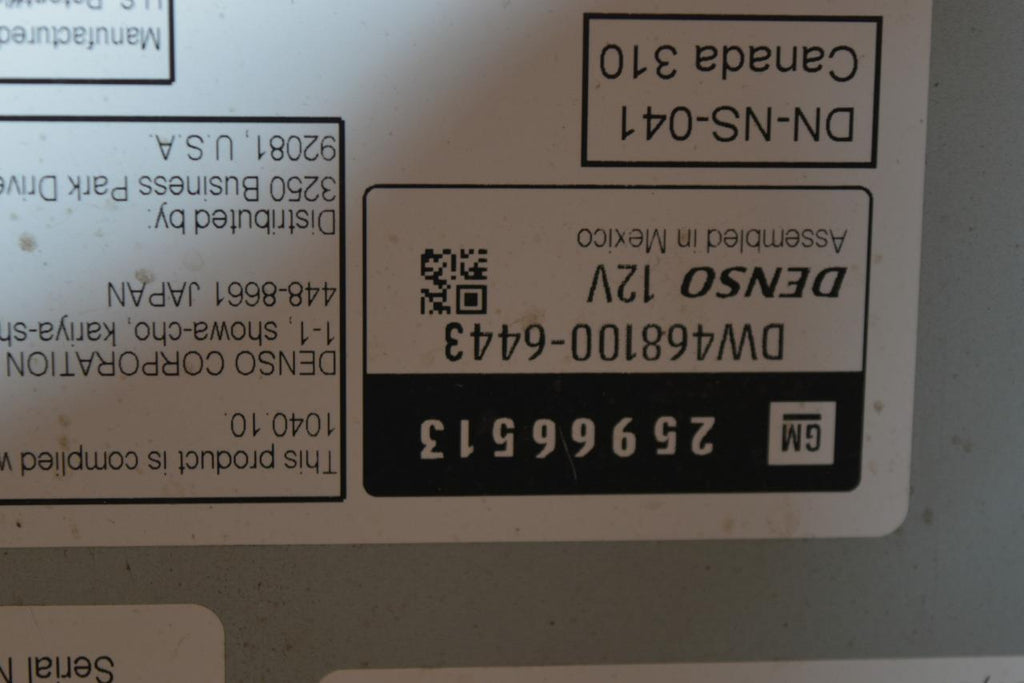 Serial
This product is complied
1040.10.
DENSO CORPORATION
1-1, showa-cho, kariya-sh
448-8661 JAPAN
Distributed by:
3250 Business Park Drive
92081, U.S.A.
Manufactured
U.S.
GM 25966513
DW468100-6443
DENSO 12V
Assembled in Mexico
DN-NS-041
Canada 310